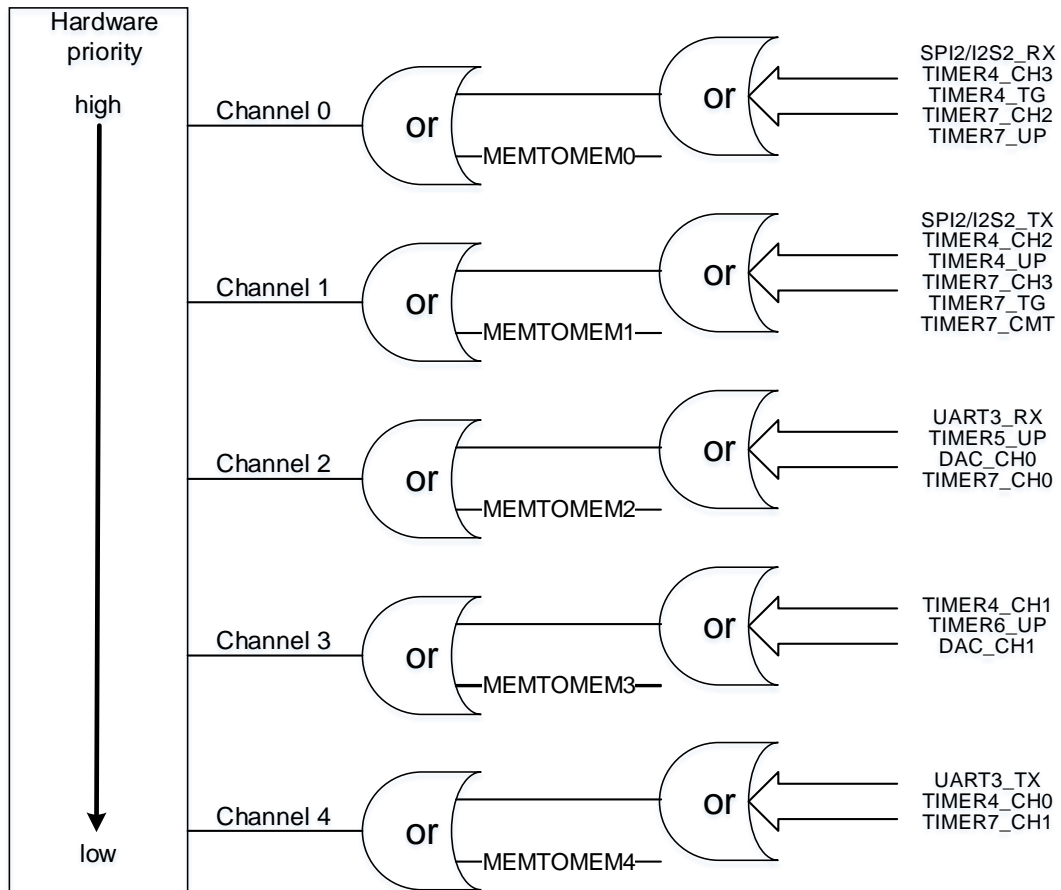 Hardware
priority
high
low
Channel 0
or
MEMTOMEM0
or
SPI2/I2S2_RX
TIMER4_CH3
TIMER4_TG
TIMER7_CH2
TIMER7_UP
Channel 1
or
MEMTOMEM1
or
SPI2/I2S2_TX
TIMER4_CH2
TIMER4_UP
TIMER7_CH3
TIMER7_TG
TIMER7_CMT
Channel 2
or
MEMTOMEM2
or
UART3_RX
TIMER5_UP
DAC_CH0
TIMER7_CH0
Channel 3
or
MEMTOMEM3
or
TIMER4_CH1
TIMER6_UP
DAC_CH1
Channel 4
or
MEMTOMEM4
or
UART3_TX
TIMER4_CH0
TIMER7_CH1